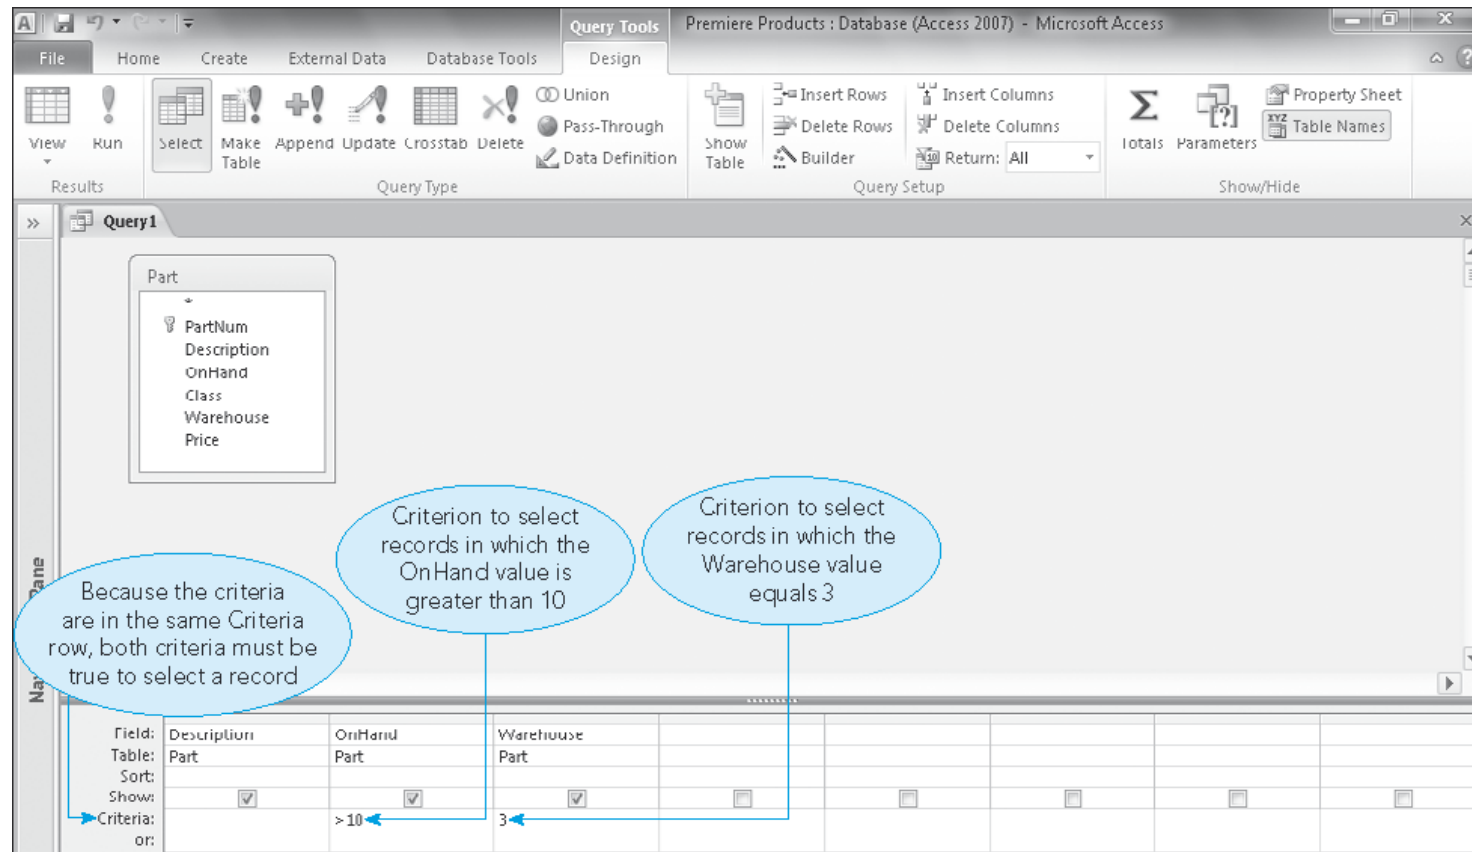 Query Tools
Premiere Products : Database (Access 2007) - Microsoft Access
File Home Create External Data Database Tools Design
View
Run
Select
Make Table
Append
Update
Crosstab
Delete
Union
Pass-Through
Data Definition
Show Table
Insert Rows
Delete Rows
Builder
Insert Columns
Delete Columns
Return: All
Totals
Parameters
Property Sheet
Table Names
Results
Query Type
Query Setup
Show/Hide
Query1
Part
*
PartNum
Description
OnHand
Class
Warehouse
Price
Criterion to select
records in which the
OnHand value is
greater than 10
Criterion to select
records in which the
Warehouse value
equals 3
Because the criteria
are in the same Criteria
row, both criteria must be
true to select a record
Field: Description OnHand Warehouse
Table: Part Part Part
Sort:
Show:
Criteria: >10 3
or: